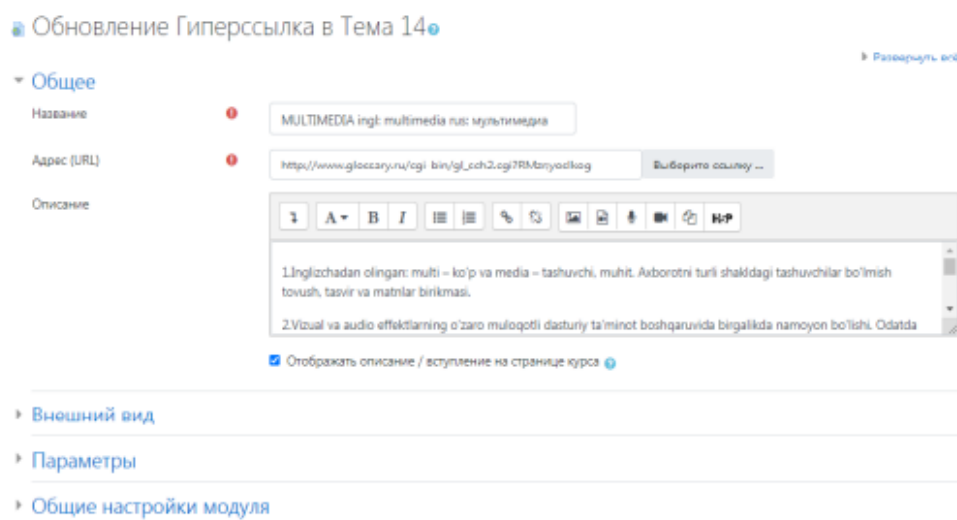 Обновление Гиперссылка в Тема 14
Развернуть всё
Общее
Название
MULTIMEDIA ingl: multimedia rus: мультимедиа
Адрес (URL)
Выберите ссылку ...
Описание
A B I H-P
1.Inglizchadan olingan: multi – ko'p va media – tashuvchi, muhit. Axborotni turli shakldagi tashuvchilar bo'lmish
tovush, tasvir va matnlar birikmasi.
2.Vizual va audio effektlarning o'zaro muloqotli dasturiy ta'minot boshqaruvida birgalikda namoyon bo'lishi. Odatda
Отображать описание / вступление на странице курса
Внешний вид
Параметры
Общие настройки модуля